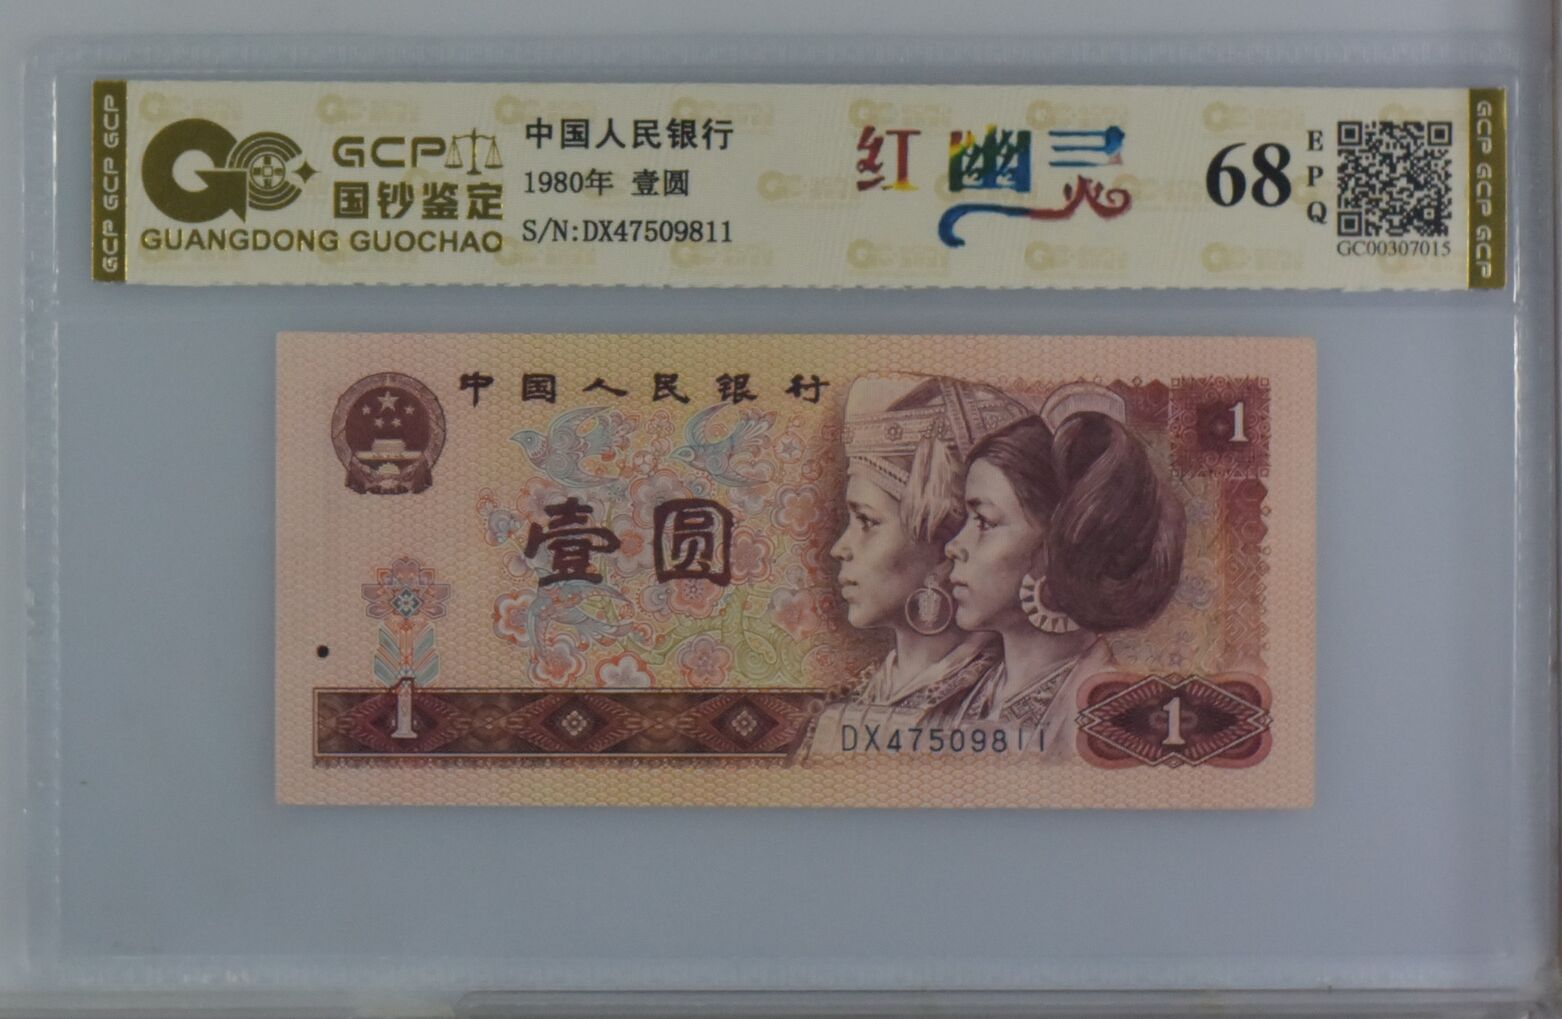 GCP GCP GCP
GC
GCP
国钞鉴定
GUANGDONG GUOCHAO
中国人民银行
1980年 壹圆
S/N:DX47509811
红幽灵
68
EPQ
GC00307015
GCP GCP GCP
中国人民银行
1
壹圆
1
DX47509811
1